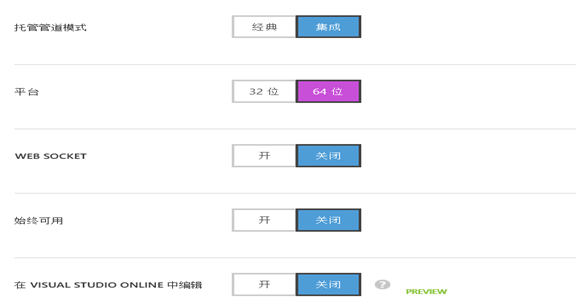 托管管道模式 经典 集成
平台 32 位 64 位
WEB SOCKET 开 关闭
始终可用 开 关闭
在 VISUAL STUDIO ONLINE 中编辑 开 关闭 ? PREVIEW